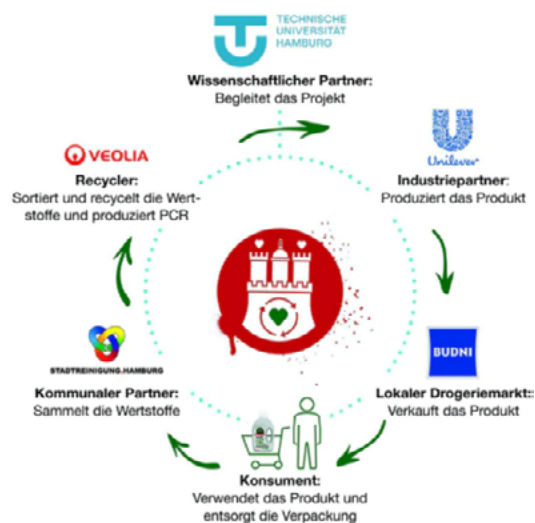 TECHNISCHE
UNIVERSITÄT
HAMBURG
Wissenschaftlicher Partner:
Begleitet das Projekt
Unilever
Industriepartner:
Produziert das Produkt
BUDNI
Lokaler Drogeriemarkt::
Verkauft das Produkt
Konsument:
Verwendet das Produkt und
entsorgt die Verpackung
STADTREINIGUNG.HAMBURG
Kommunaler Partner:
Sammelt die Wertstoffe
VEOLIA
Recycler:
Sortiert und recycelt die Wert-
stoffe und produziert PCR